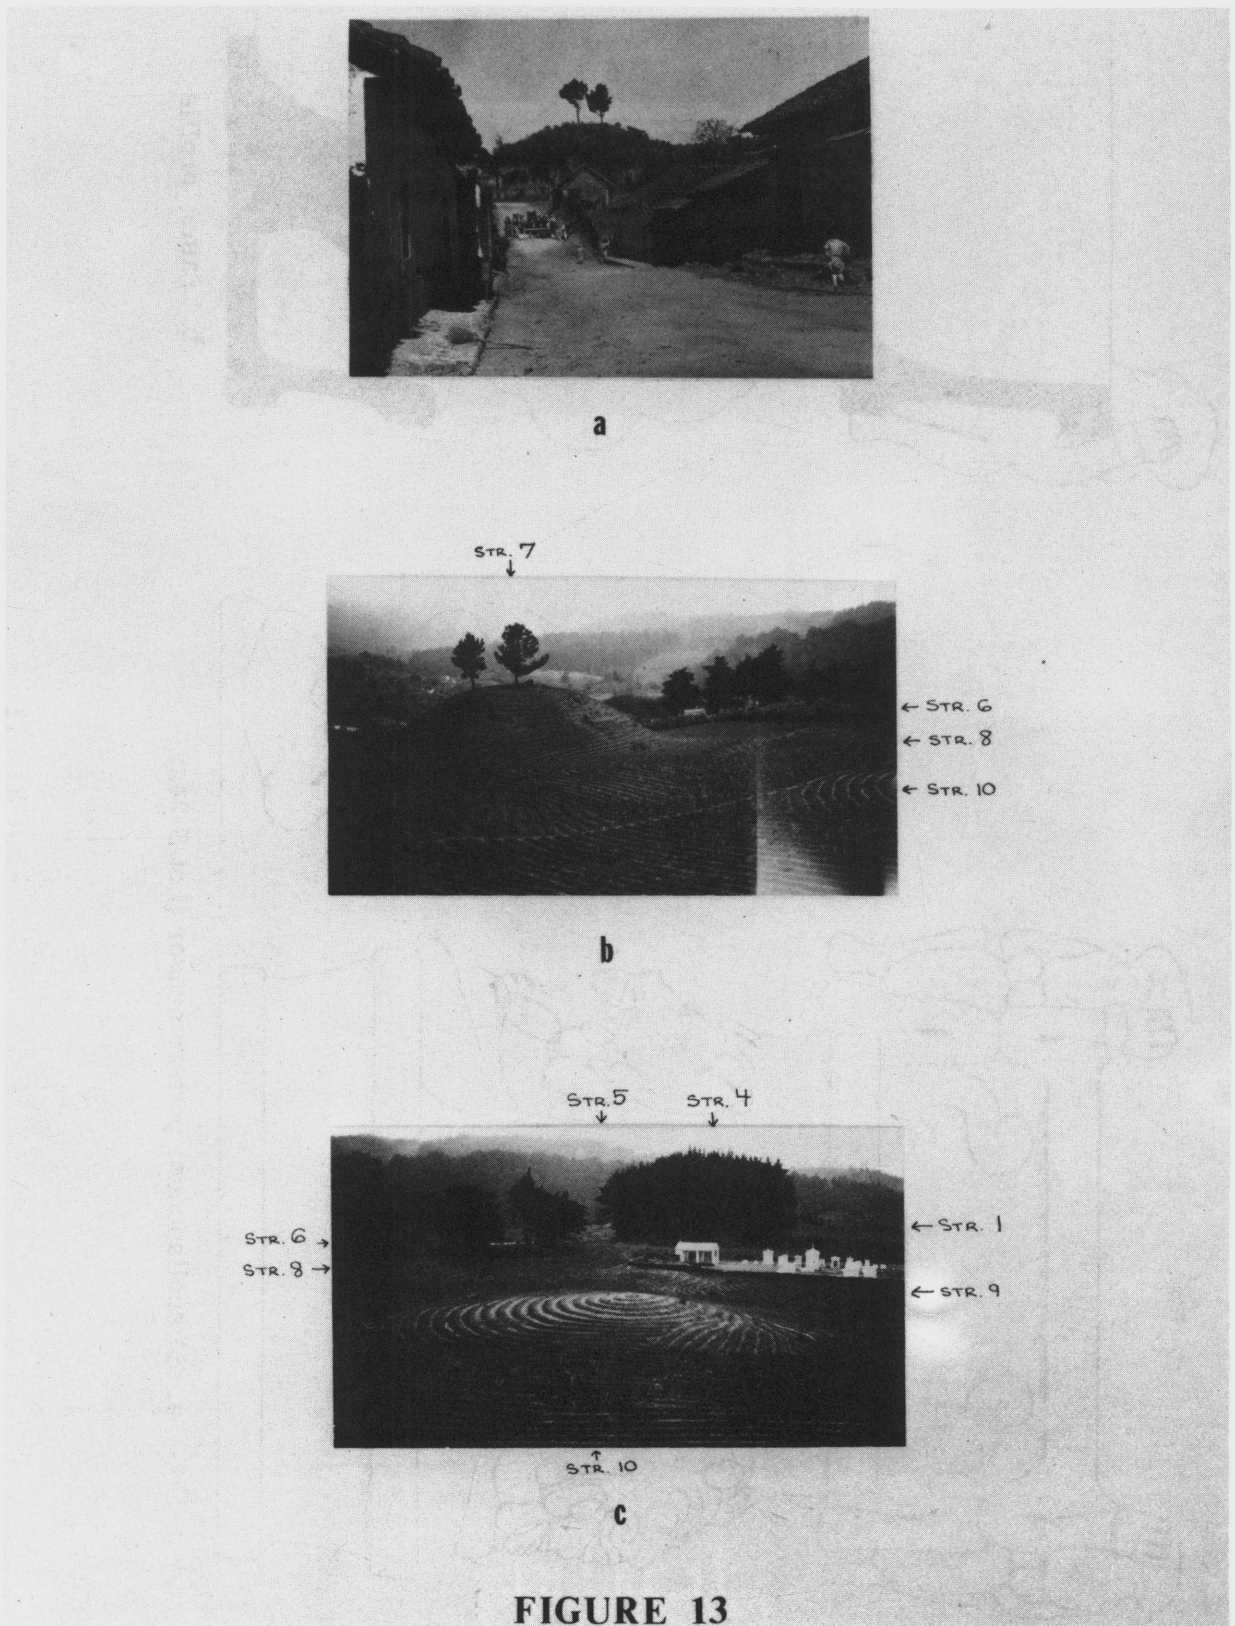 a
STR. 7
← STR. 6
← STR. 8
← STR. 10
b
STR. 5 STR. 4
STR. 6 →
← STR. 1
STR. 8 →
← STR. 9
STR. 10
c
FIGURE 13